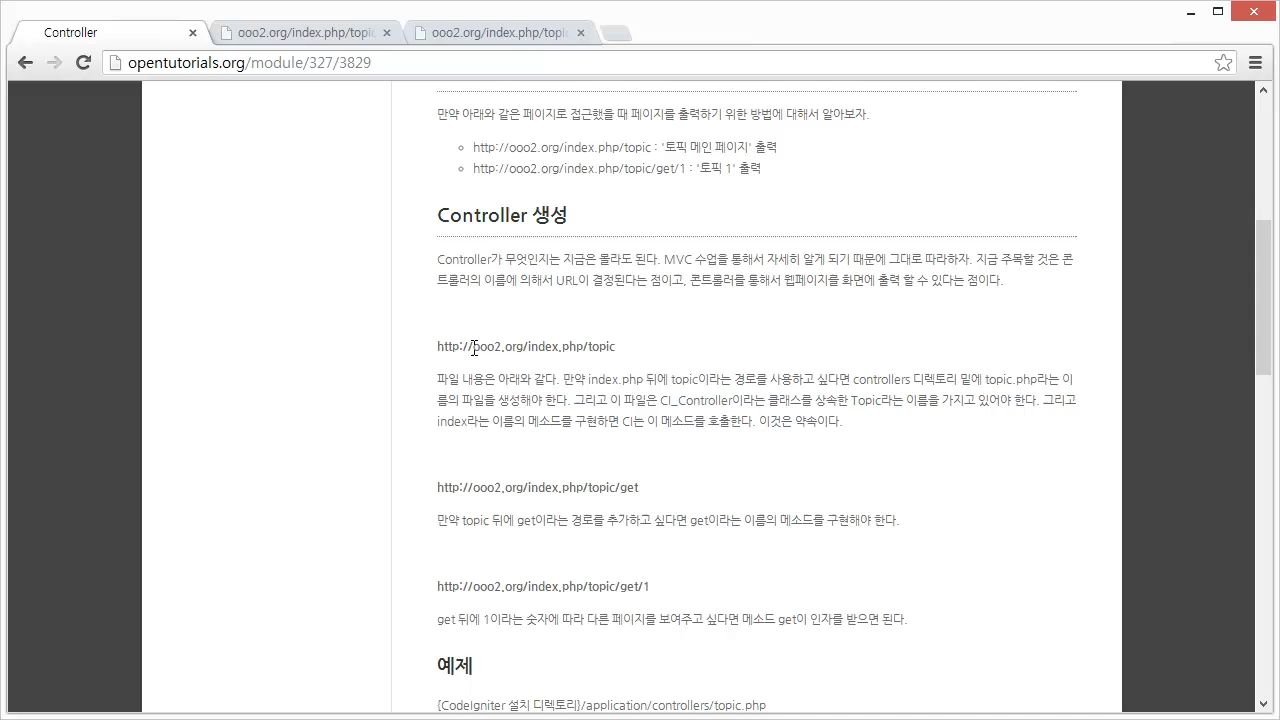 Controller
ooo2.org/index.php/topic
ooo2.org/index.php/topi
opentutorials.org/module/327/3829
만약 아래와 같은 페이지로 접근했을 때 페이지를 출력하기 위한 방법에 대해서 알아보자.
http://ooo2.org/index.php/topic : '토픽 메인 페이지' 출력
http://ooo2.org/index.php/topic/get/1 : '토픽 1' 출력
Controller 생성
Controller가 무엇인지는 지금은 몰라도 된다. MVC 수업을 통해서 자세히 알게 되기 때문에 그대로 따라하자. 지금 주목할 것은 콘
트롤러의 이름에 의해서 URL이 결정된다는 점이고, 콘트롤러를 통해서 웹페이지를 화면에 출력 할 수 있다는 점이다.
http://ooo2.org/index.php/topic
파일 내용은 아래와 같다. 만약 index.php 뒤에 topic이라는 경로를 사용하고 싶다면 controllers 디렉토리 밑에 topic.php라는 이
름의 파일을 생성해야 한다. 그리고 이 파일은 CI_Controller이라는 클래스를 상속한 Topic라는 이름을 가지고 있어야 한다. 그리고
index라는 이름의 메소드를 구현하면 CI는 이 메소드를 호출한다. 이것은 약속이다.
http://ooo2.org/index.php/topic/get
만약 topic 뒤에 get이라는 경로를 추가하고 싶다면 get이라는 이름의 메소드를 구현해야 한다.
http://ooo2.org/index.php/topic/get/1
get 뒤에 1이라는 숫자에 따라 다른 페이지를 보여주고 싶다면 메소드 get이 인자를 받으면 된다.
예제
{CodeIgniter 설치 디렉토리}/application/controllers/topic.php